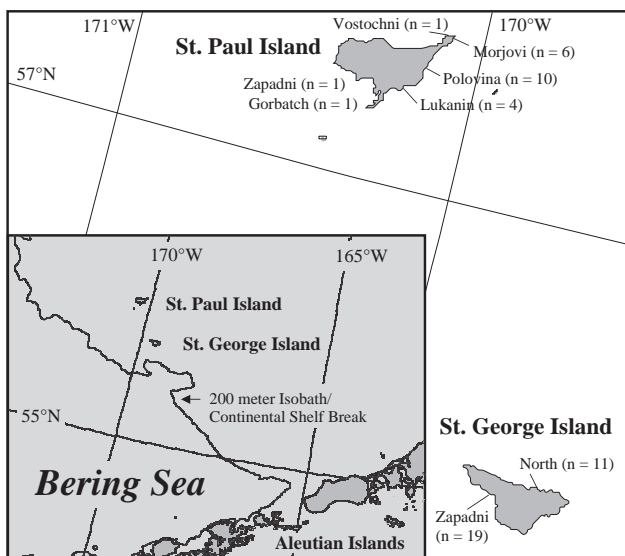 171°W
170°W
57°N
St. Paul Island
Vostochni (n = 1)
Morjovi (n = 6)
Polovina (n = 10)
Zapadni (n = 1)
Gorbatch (n = 1)
Lukanin (n = 4)
170°W
165°W
St. Paul Island
St. George Island
200 meter Isobath/
Continental Shelf Break
55°N
Bering Sea
Aleutian Islands
St. George Island
North (n = 11)
Zapadni
(n = 19)